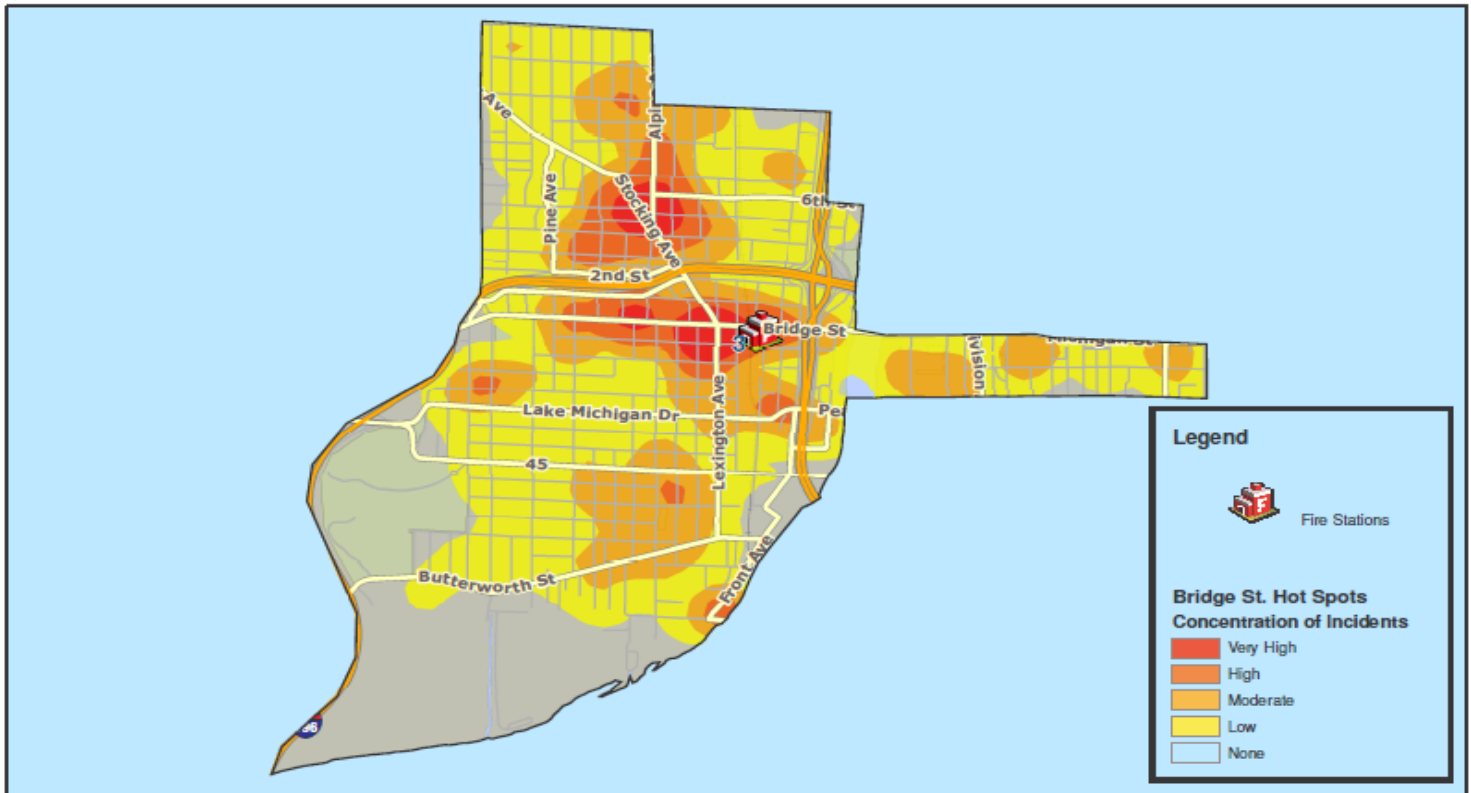 Ave
Alpi
Stocking Ave
Pine Ave
6th St
2nd St
Bridge St
3
F
Michigan St
ivision
Lake Michigan Dr
Pea
Lexington Ave
45
Butterworth St
Front Ave
96
Legend
F
Fire Stations
Bridge St. Hot Spots
Concentration of Incidents
Very High
High
Moderate
Low
None